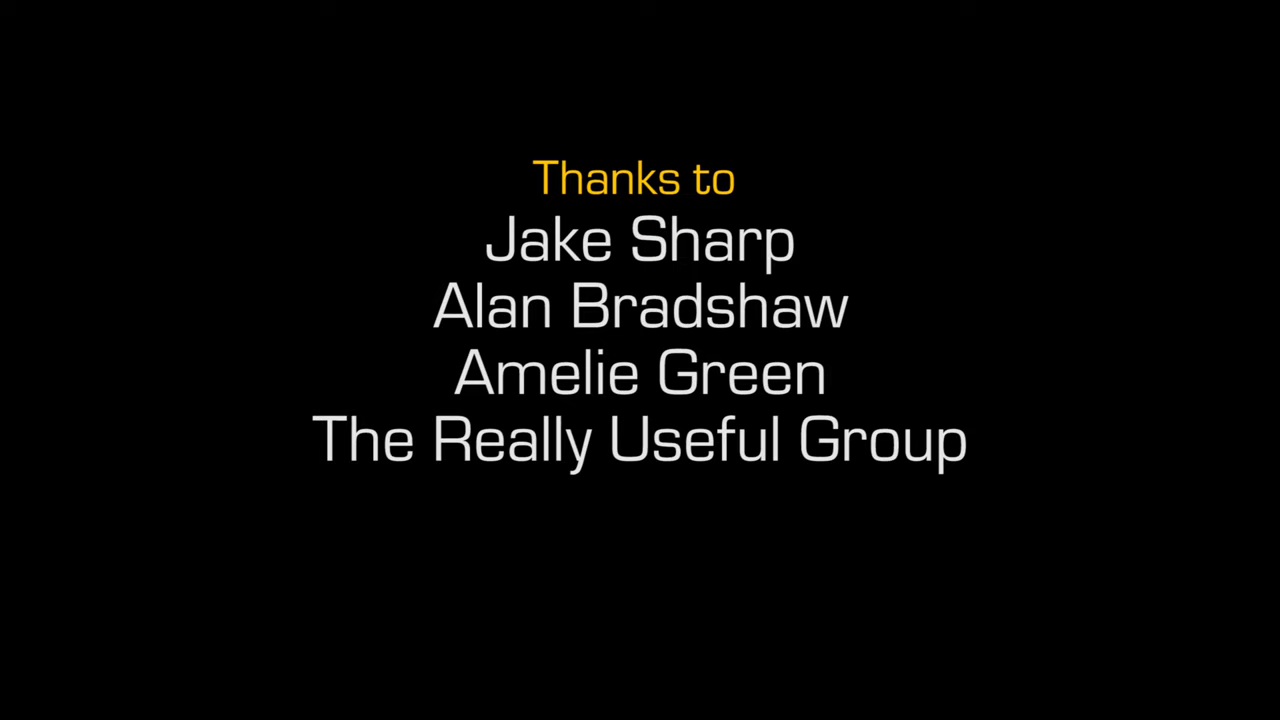 Thanks to
Jake Sharp
Alan Bradshaw
Amelie Green
The Really Useful Group